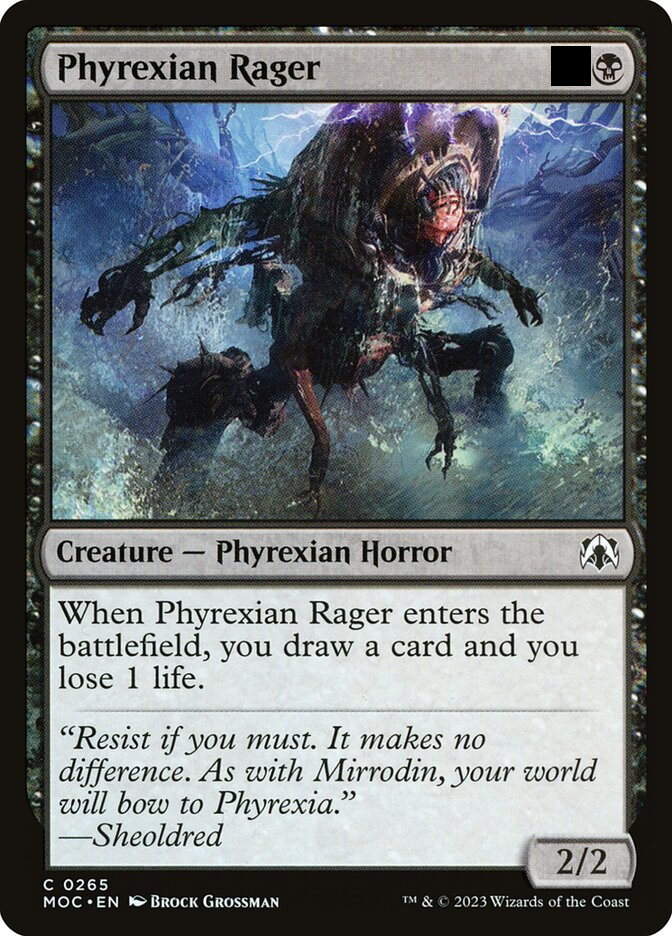 Phyrexian Rager
Creature — Phyrexian Horror
When Phyrexian Rager enters the
battlefield, you draw a card and you
lose 1 life.
“Resist if you must. It makes no
difference. As with Mirrodin, your world
will bow to Phyrexia.”
—Sheoldred
2/2
C 0265
MOC • EN Brock Grossman
™ & © 2023 Wizards of the Coast